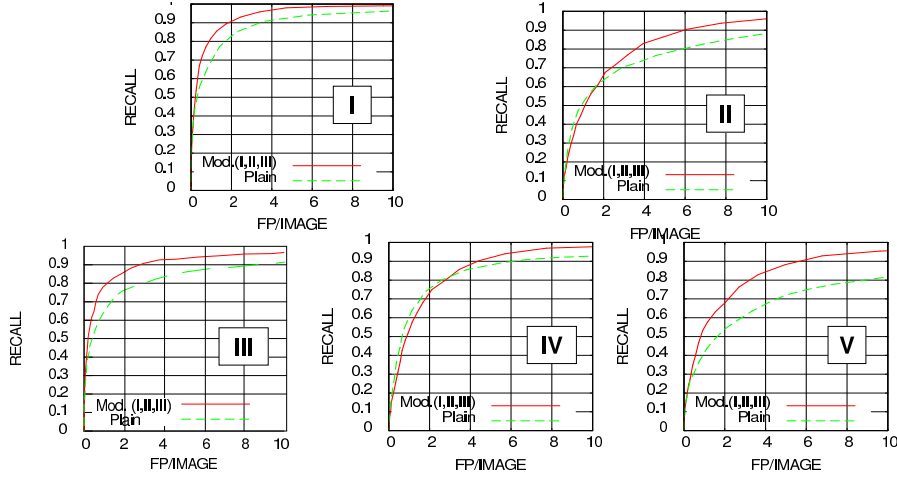 1
0.9
0.8
0.7
0.6
0.5
0.4
0.3
0.2
0.1
0
RECALL
I
Mod.(I,II,III)
Plain
0 2 4 6 8 10
FP/IMAGE
1
0.9
0.8
0.7
0.6
0.5
0.4
0.3
0.2
0.1
0
RECALL
II
Mod.(I,II,III)
Plain
0 2 4 6 8 10
FP/IMAGE
1
0.9
0.8
0.7
0.6
0.5
0.4
0.3
0.2
0.1
0
RECALL
III
Mod. (I,II,III)
Plain
0 2 4 6 8 10
FP/IMAGE
1
0.9
0.8
0.7
0.6
0.5
0.4
0.3
0.2
0.1
0
RECALL
IV
Mod.(I,II,III)
Plain
0 2 4 6 8 10
FP/IMAGE
1
0.9
0.8
0.7
0.6
0.5
0.4
0.3
0.2
0.1
0
RECALL
V
Mod.(I,II,III)
Plain
0 2 4 6 8 10
FP/IMAGE